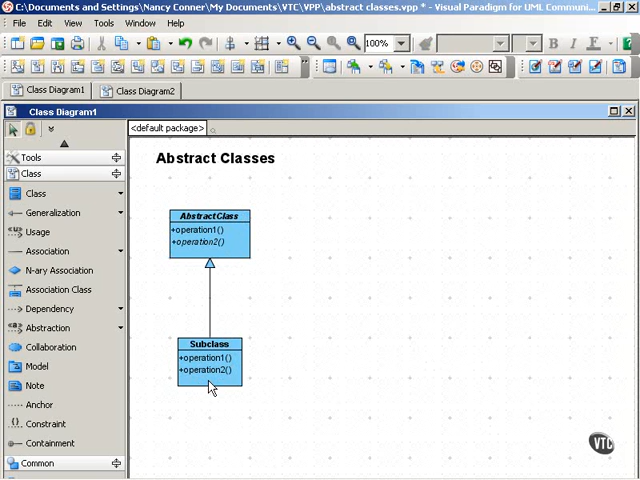 C:\Documents and Settings\Nancy Conner\My Documents\VTC\VPP\abstract classes.vpp * - Visual Paradigm for UML Communi...
File Edit View Tools Window Help
100%
B I F
Class Diagram1
Class Diagram2
Class Diagram1
<default package>
Tools
Class
Class
Generalization
Usage
Association
N-ary Association
Association Class
Dependency
Abstraction
Collaboration
Model
Note
Anchor
Constraint
Containment
Common
Abstract Classes
AbstractClass
+operation1()
+operation2()
Subclass
+operation1()
+operation2()
VTC